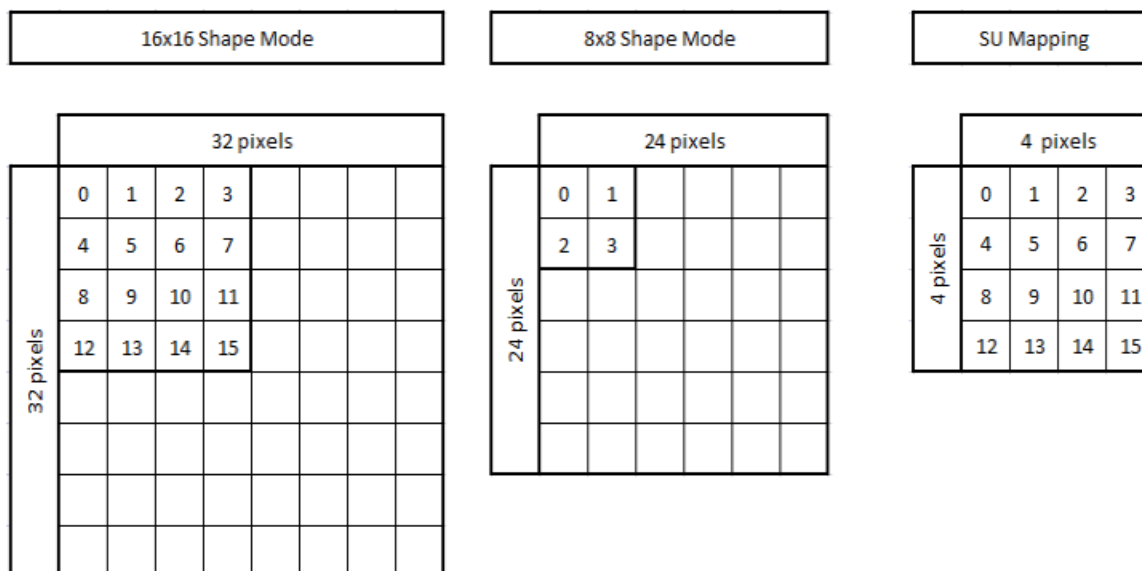 16x16 Shape Mode
8x8 Shape Mode
SU Mapping
32 pixels
24 pixels
4 pixels
32 pixels
0 1 2 3
4 5 6 7
8 9 10 11
12 13 14 15
24 pixels
0 1
2 3
4 pixels
0 1 2 3
4 5 6 7
8 9 10 11
12 13 14 15